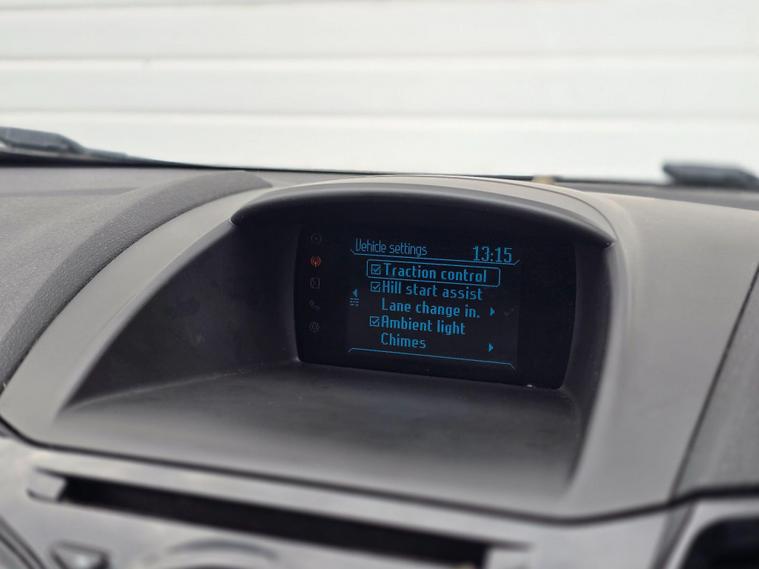 Vehicle settings 13:15
Traction control
Hill start assist
Lane change in.
Ambient light
Chimes